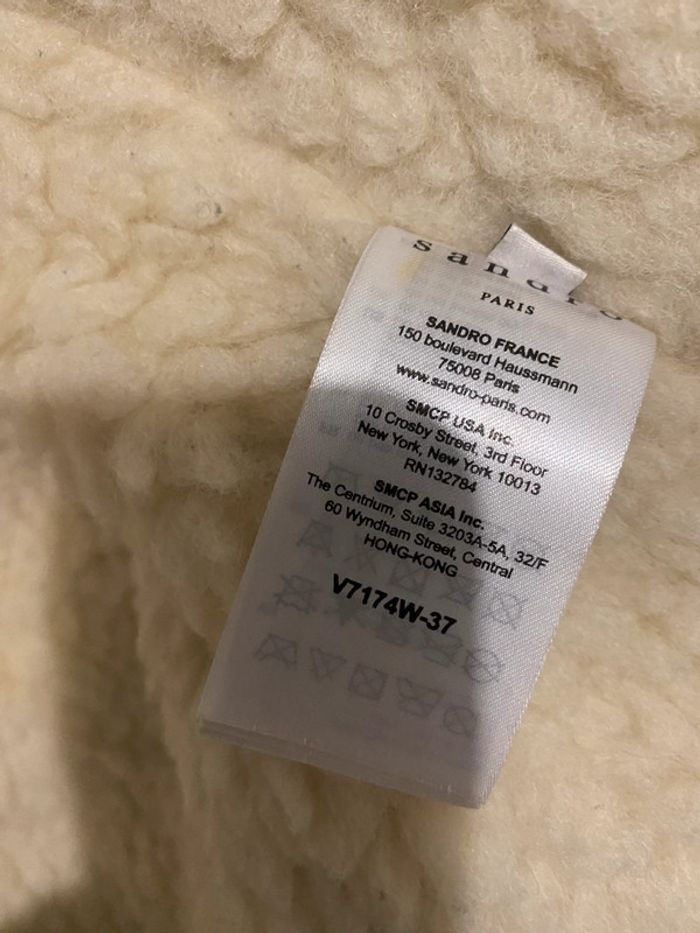 sandro
PARIS
SANDRO FRANCE
150 boulevard Haussmann
75008 Paris
www.sandro-paris.com
SMCP USA Inc.
10 Crosby Street, 3rd Floor
New York, New York 10013
RN132784
SMCP ASIA Inc.
The Centrium, Suite 3203A-5A, 32/F
60 Wyndham Street, Central
HONG-KONG
V7174W-37